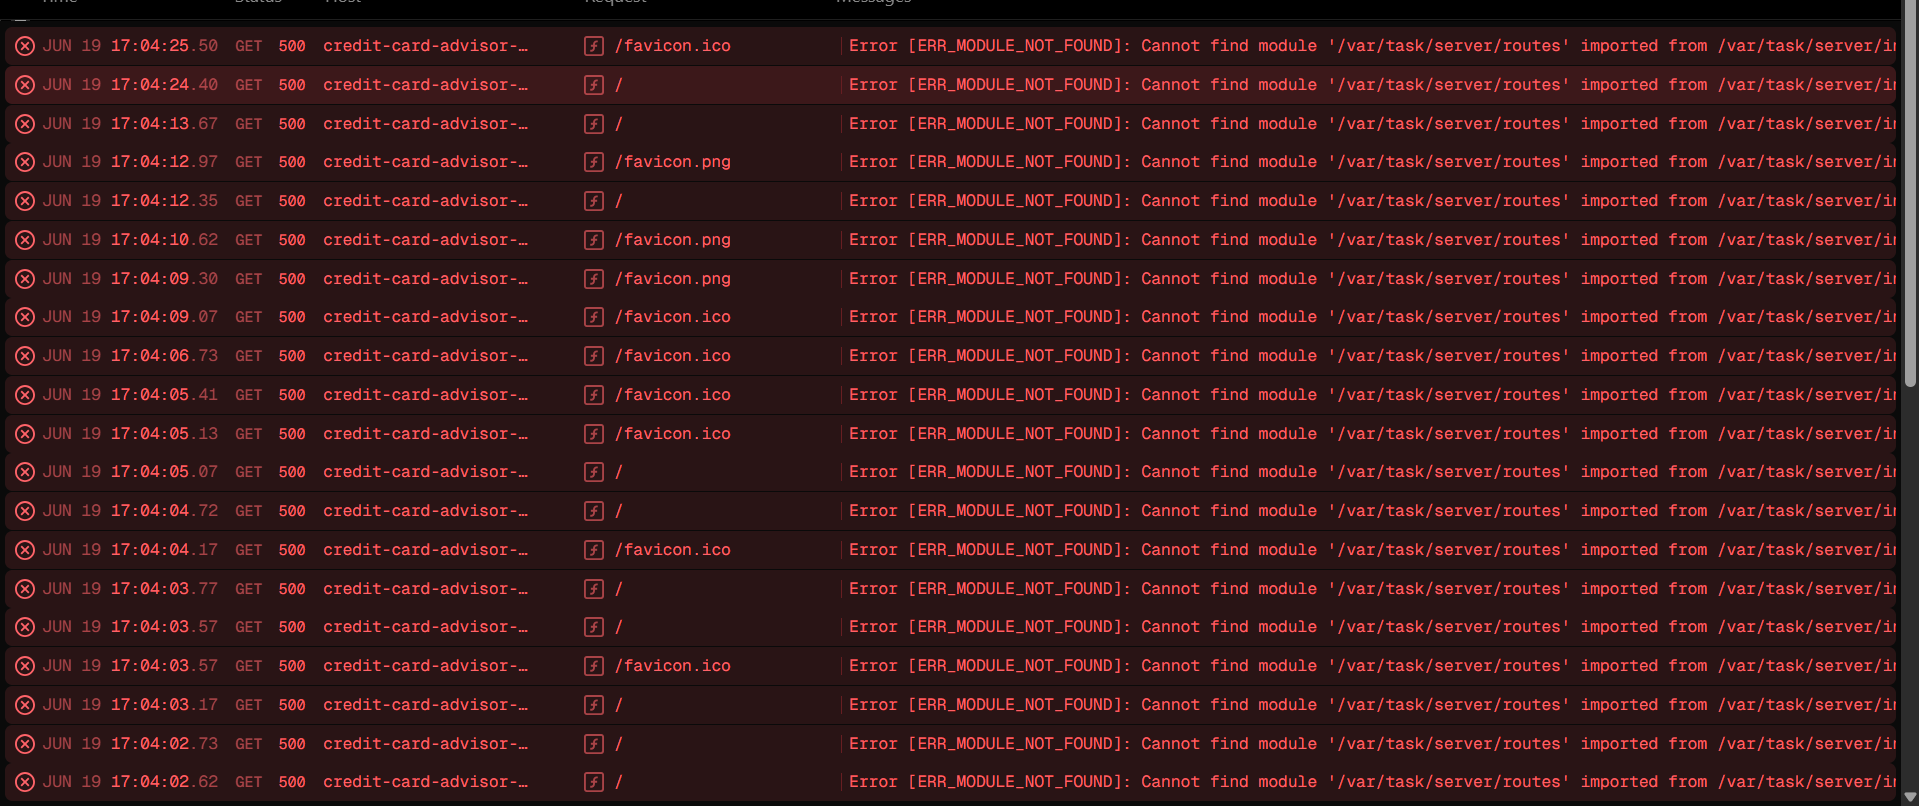 Time Status Host Request Messages
JUN 19 17:04:25.50 GET 500 credit-card-advisor-… /favicon.ico Error [ERR_MODULE_NOT_FOUND]: Cannot find module '/var/task/server/routes' imported from /var/task/server/in
JUN 19 17:04:24.40 GET 500 credit-card-advisor-… / Error [ERR_MODULE_NOT_FOUND]: Cannot find module '/var/task/server/routes' imported from /var/task/server/in
JUN 19 17:04:13.67 GET 500 credit-card-advisor-… / Error [ERR_MODULE_NOT_FOUND]: Cannot find module '/var/task/server/routes' imported from /var/task/server/in
JUN 19 17:04:12.97 GET 500 credit-card-advisor-… /favicon.png Error [ERR_MODULE_NOT_FOUND]: Cannot find module '/var/task/server/routes' imported from /var/task/server/in
JUN 19 17:04:12.35 GET 500 credit-card-advisor-… / Error [ERR_MODULE_NOT_FOUND]: Cannot find module '/var/task/server/routes' imported from /var/task/server/in
JUN 19 17:04:10.62 GET 500 credit-card-advisor-… /favicon.png Error [ERR_MODULE_NOT_FOUND]: Cannot find module '/var/task/server/routes' imported from /var/task/server/in
JUN 19 17:04:09.30 GET 500 credit-card-advisor-… /favicon.png Error [ERR_MODULE_NOT_FOUND]: Cannot find module '/var/task/server/routes' imported from /var/task/server/in
JUN 19 17:04:09.07 GET 500 credit-card-advisor-… /favicon.ico Error [ERR_MODULE_NOT_FOUND]: Cannot find module '/var/task/server/routes' imported from /var/task/server/in
JUN 19 17:04:06.73 GET 500 credit-card-advisor-… /favicon.ico Error [ERR_MODULE_NOT_FOUND]: Cannot find module '/var/task/server/routes' imported from /var/task/server/in
JUN 19 17:04:05.41 GET 500 credit-card-advisor-… /favicon.ico Error [ERR_MODULE_NOT_FOUND]: Cannot find module '/var/task/server/routes' imported from /var/task/server/in
JUN 19 17:04:05.13 GET 500 credit-card-advisor-… /favicon.ico Error [ERR_MODULE_NOT_FOUND]: Cannot find module '/var/task/server/routes' imported from /var/task/server/in
JUN 19 17:04:05.07 GET 500 credit-card-advisor-… / Error [ERR_MODULE_NOT_FOUND]: Cannot find module '/var/task/server/routes' imported from /var/task/server/in
JUN 19 17:04:04.72 GET 500 credit-card-advisor-… / Error [ERR_MODULE_NOT_FOUND]: Cannot find module '/var/task/server/routes' imported from /var/task/server/in
JUN 19 17:04:04.17 GET 500 credit-card-advisor-… /favicon.ico Error [ERR_MODULE_NOT_FOUND]: Cannot find module '/var/task/server/routes' imported from /var/task/server/in
JUN 19 17:04:03.77 GET 500 credit-card-advisor-… / Error [ERR_MODULE_NOT_FOUND]: Cannot find module '/var/task/server/routes' imported from /var/task/server/in
JUN 19 17:04:03.57 GET 500 credit-card-advisor-… / Error [ERR_MODULE_NOT_FOUND]: Cannot find module '/var/task/server/routes' imported from /var/task/server/in
JUN 19 17:04:03.57 GET 500 credit-card-advisor-… /favicon.ico Error [ERR_MODULE_NOT_FOUND]: Cannot find module '/var/task/server/routes' imported from /var/task/server/in
JUN 19 17:04:03.17 GET 500 credit-card-advisor-… / Error [ERR_MODULE_NOT_FOUND]: Cannot find module '/var/task/server/routes' imported from /var/task/server/in
JUN 19 17:04:02.73 GET 500 credit-card-advisor-… / Error [ERR_MODULE_NOT_FOUND]: Cannot find module '/var/task/server/routes' imported from /var/task/server/in
JUN 19 17:04:02.62 GET 500 credit-card-advisor-… / Error [ERR_MODULE_NOT_FOUND]: Cannot find module '/var/task/server/routes' imported from /var/task/server/in